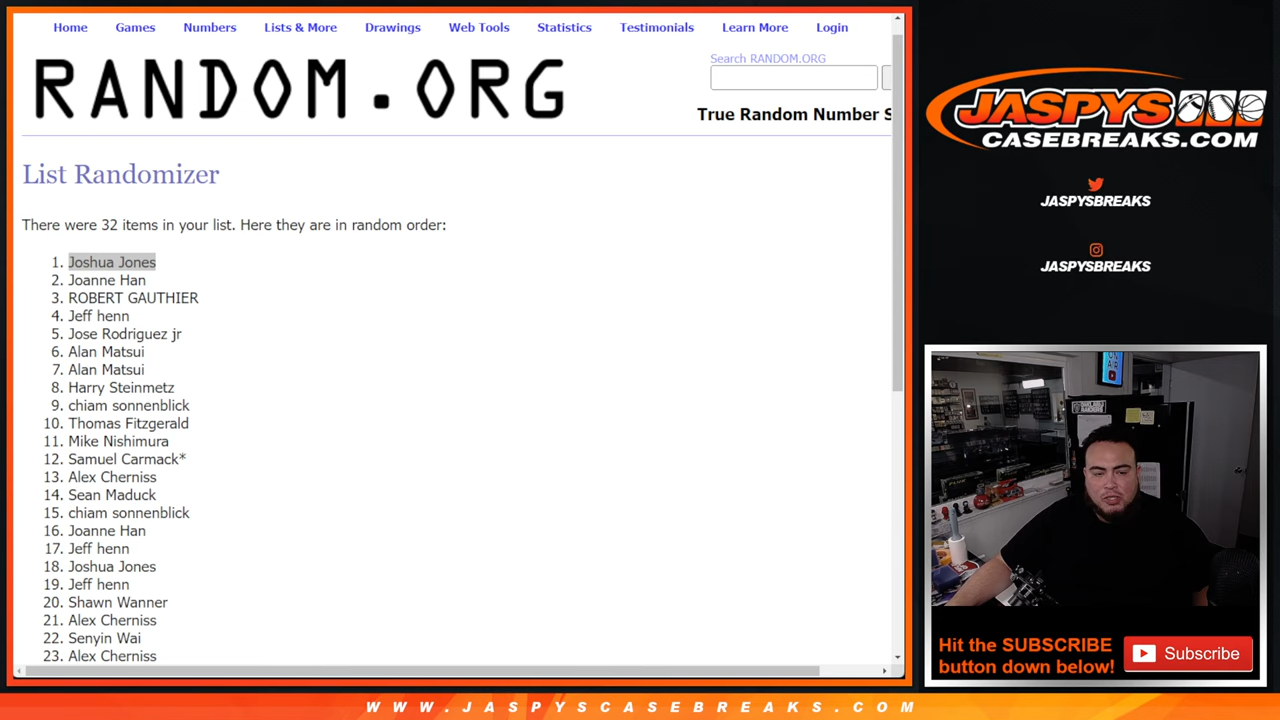 Home Games Numbers Lists & More Drawings Web Tools Statistics Testimonials Learn More Login
RANDOM.ORG
Search RANDOM.ORG
True Random Number S
List Randomizer
There were 32 items in your list. Here they are in random order:
1. Joshua Jones
2. Joanne Han
3. ROBERT GAUTHIER
4. Jeff henn
5. Jose Rodriguez jr
6. Alan Matsui
7. Alan Matsui
8. Harry Steinmetz
9. chiam sonnenblick
10. Thomas Fitzgerald
11. Mike Nishimura
12. Samuel Carmack*
13. Alex Cherniss
14. Sean Maduck
15. chiam sonnenblick
16. Joanne Han
17. Jeff henn
18. Joshua Jones
19. Jeff henn
20. Shawn Wanner
21. Alex Cherniss
22. Senyin Wai
23. Alex Cherniss
JASPYS
CASEBREAKS.COM
JASPYSBREAKS
JASPYSBREAKS
Hit the SUBSCRIBE
button down below!
Subscribe
WWW.JASPYSCASEBREAKS.COM